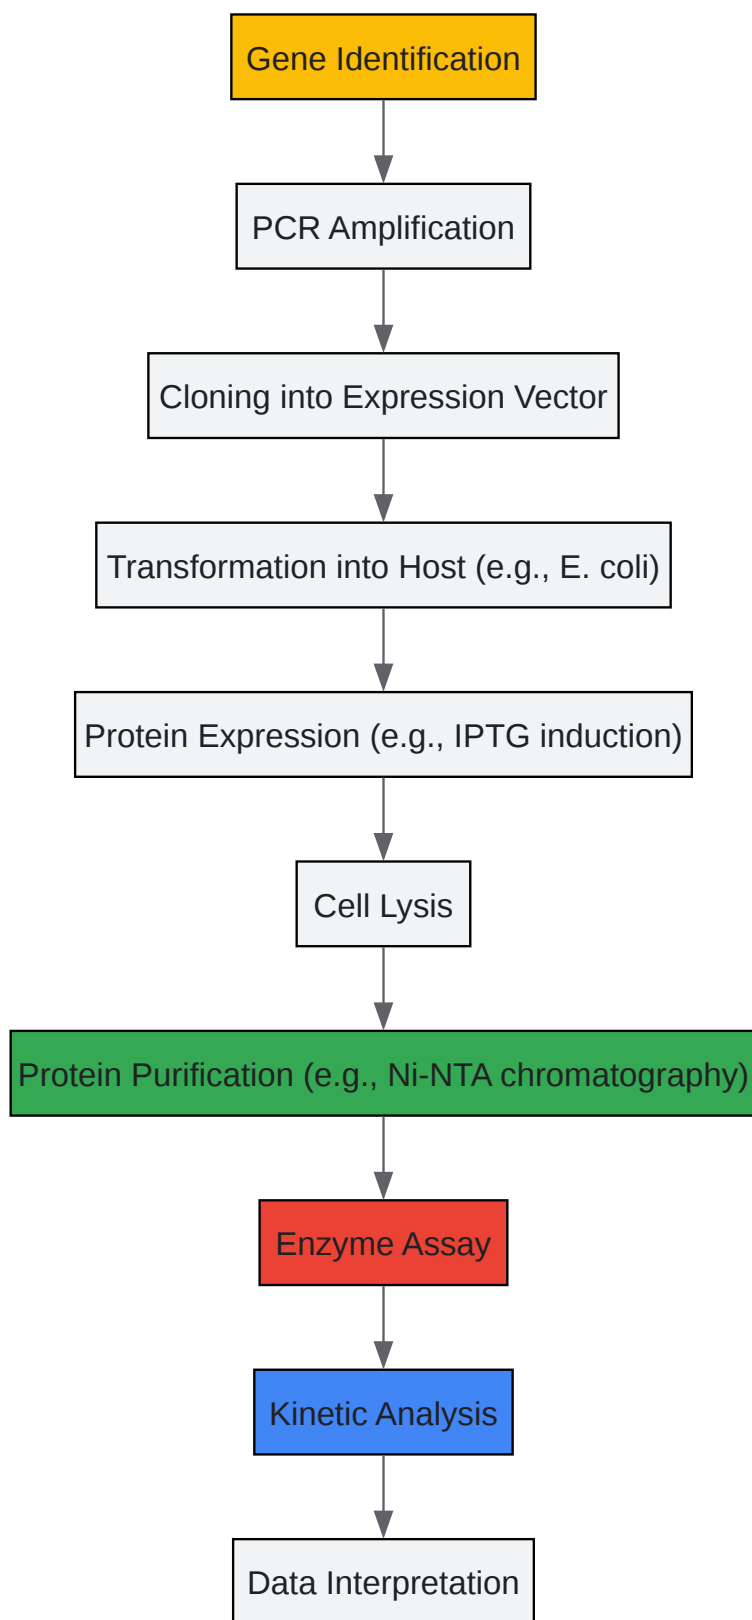 Gene Identification
PCR Amplification
Cloning into Expression Vector
Transformation into Host (e.g., E. coli)
Protein Expression (e.g., IPTG induction)
Cell Lysis
Protein Purification (e.g., Ni-NTA chromatography)
Enzyme Assay
Kinetic Analysis
Data Interpretation